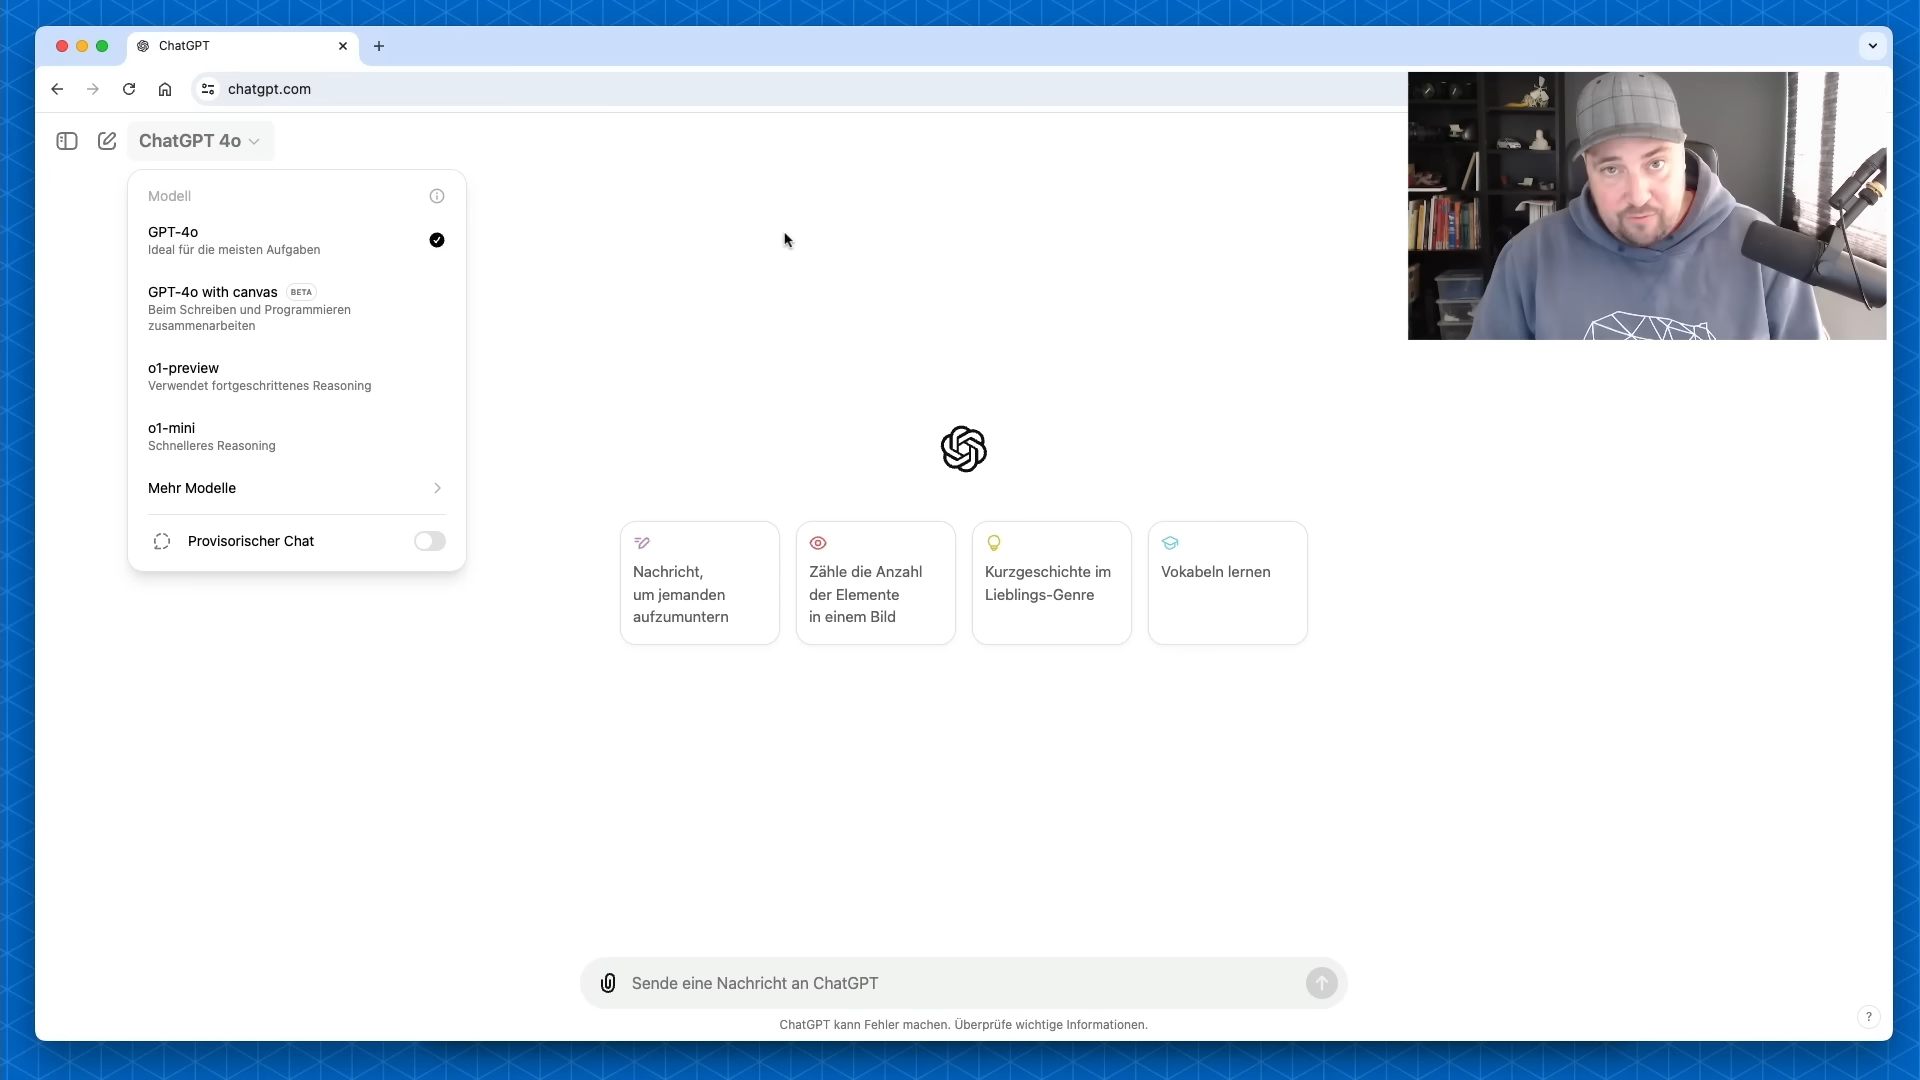 ChatGPT
chatgpt.com
ChatGPT 4o
Modell
GPT-4o
Ideal für die meisten Aufgaben
GPT-4o with canvas BETA
Beim Schreiben und Programmieren
zusammenarbeiten
o1-preview
Verwendet fortgeschrittenes Reasoning
o1-mini
Schnelleres Reasoning
Mehr Modelle
Provisorischer Chat
Nachricht,
um jemanden
aufzumuntern
Zähle die Anzahl
der Elemente
in einem Bild
Kurzgeschichte im
Lieblings-Genre
Vokabeln lernen
Sende eine Nachricht an ChatGPT
ChatGPT kann Fehler machen. Überprüfe wichtige Informationen.
?